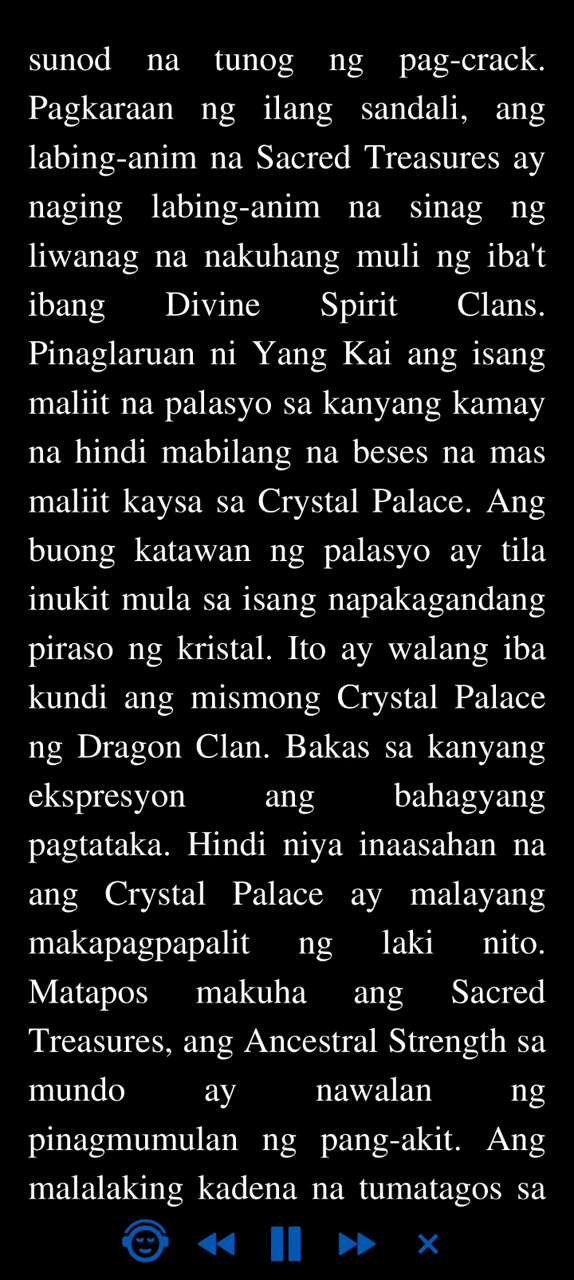 sunod na tunog ng pag-crack.
Pagkaraan ng ilang sandali, ang
labing-anim na Sacred Treasures ay
naging labing-anim na sinag ng
liwanag na nakuhang muli ng iba't
ibang Divine Spirit Clans.
Pinaglaruan ni Yang Kai ang isang
maliit na palasyo sa kanyang kamay
na hindi mabilang na beses na mas
maliit kaysa sa Crystal Palace. Ang
buong katawan ng palasyo ay tila
inukit mula sa isang napakagandang
piraso ng kristal. Ito ay walang iba
kundi ang mismong Crystal Palace
ng Dragon Clan. Bakas sa kanyang
ekspresyon ang bahagyang
pagtataka. Hindi niya inaasahan na
ang Crystal Palace ay malayang
makapagpapalit ng laki nito.
Matapos makuha ang Sacred
Treasures, ang Ancestral Strength sa
mundo ay nawalan ng
pinagmumulan ng pang-akit. Ang
malalaking kadena na tumatagos sa